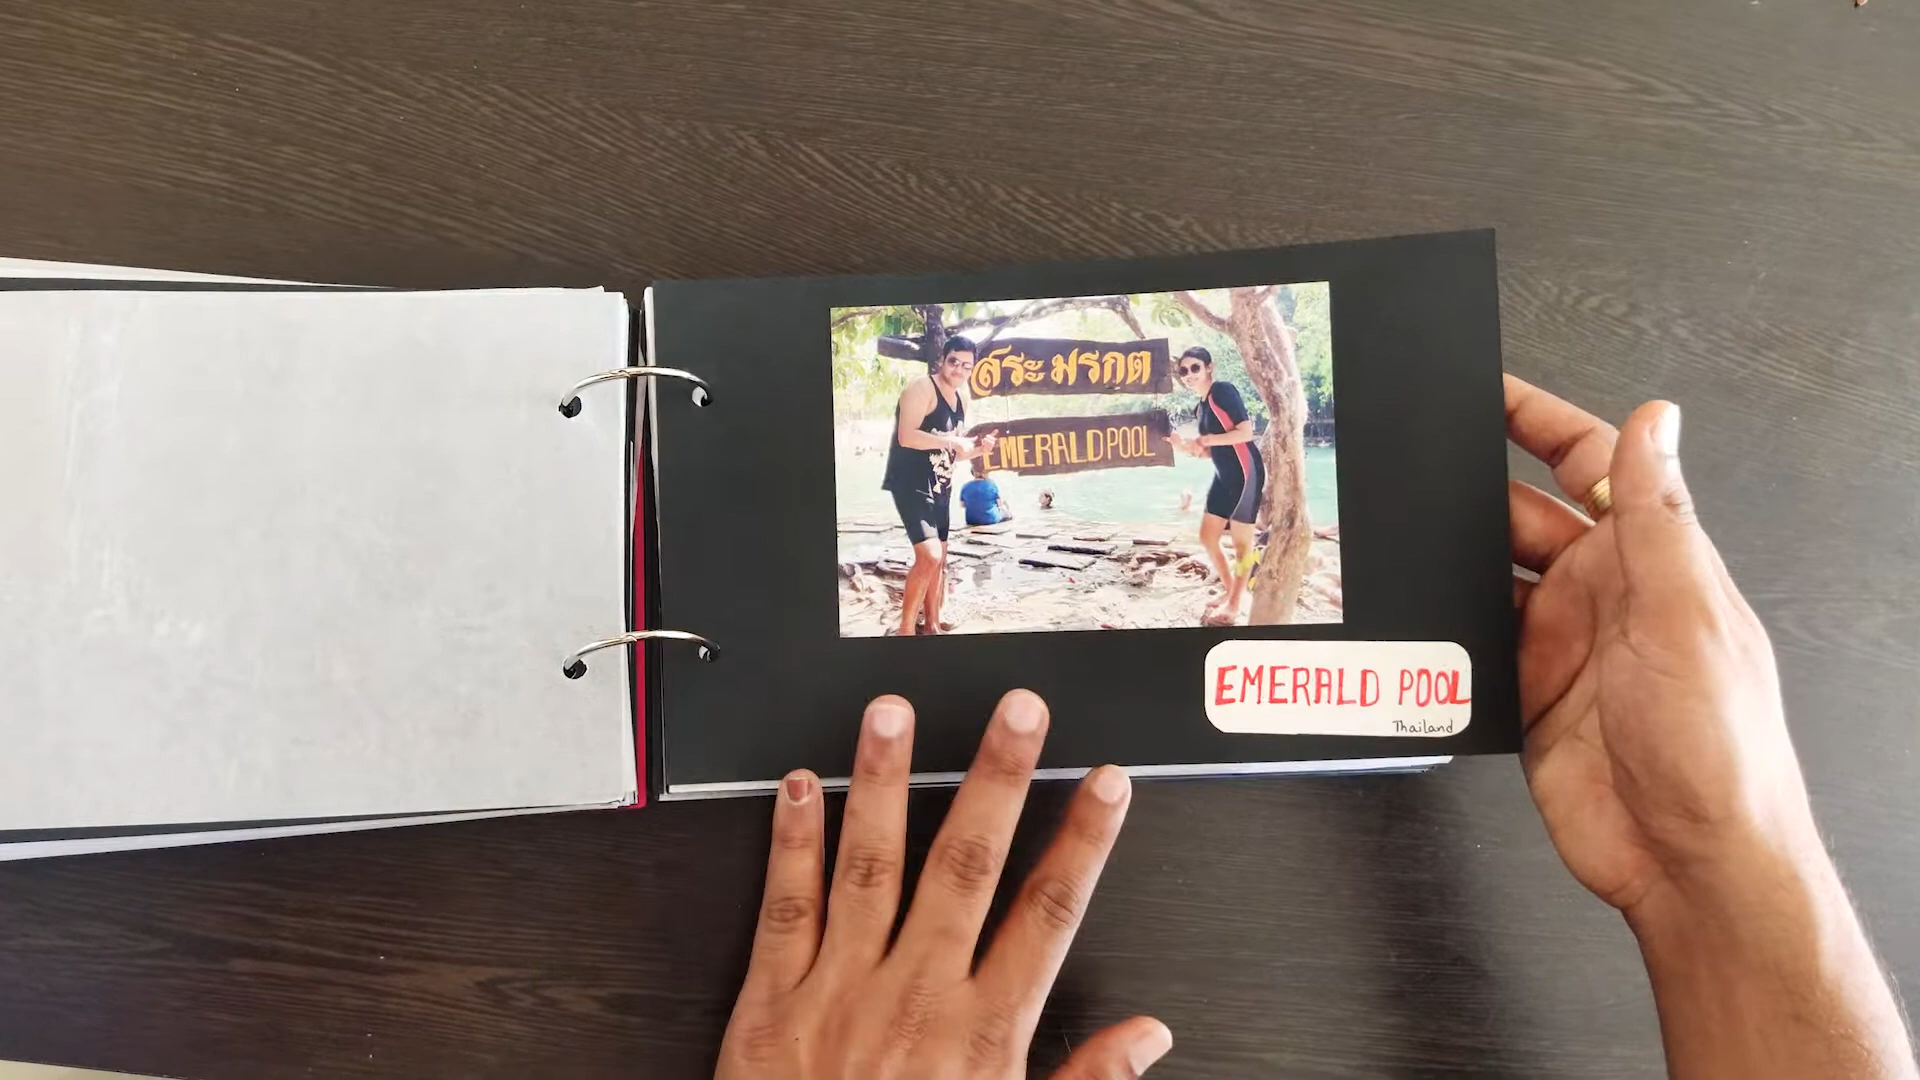 สระมรกต
EMERALD POOL
EMERALD POOL
Thailand